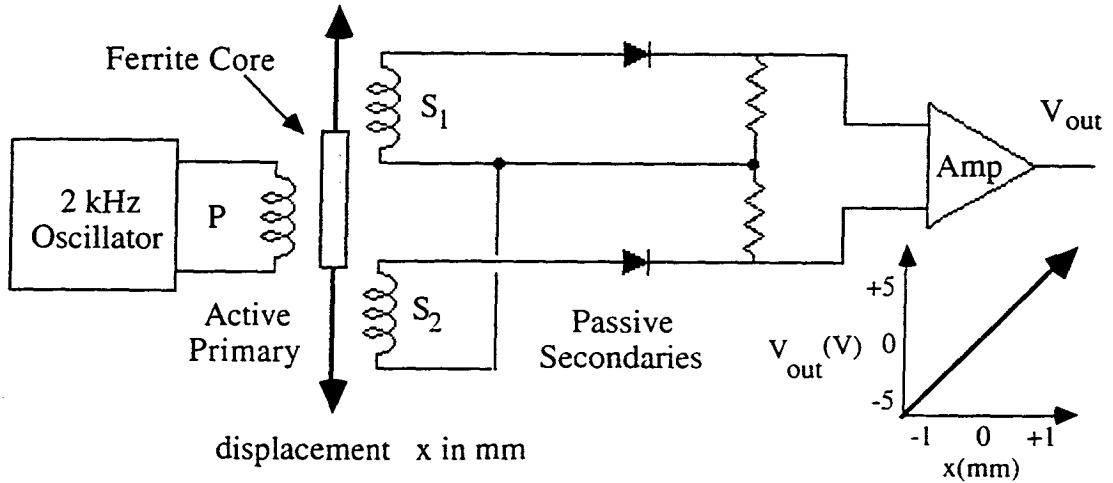 Ferrite Core
S1
2 kHz
Oscillator
P
Active
Primary
S2
Passive
Secondaries
Amp
Vout
+5
0
-5
Vout (V)
-1 0 +1
x(mm)
displacement x in mm